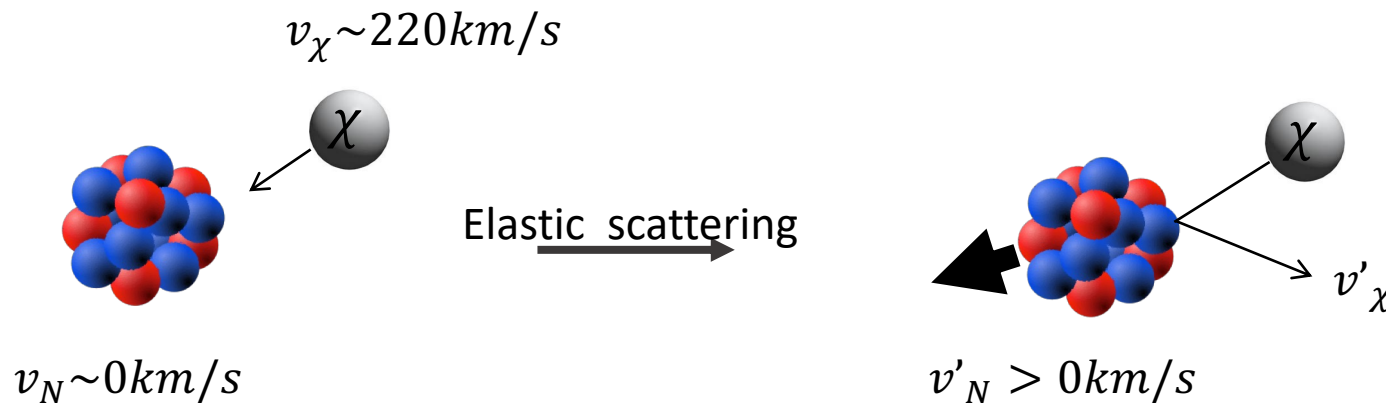 v_χ~220km/s
χ
χ
Elastic scattering
v'_χ
v_N~0km/s
v'_N > 0km/s